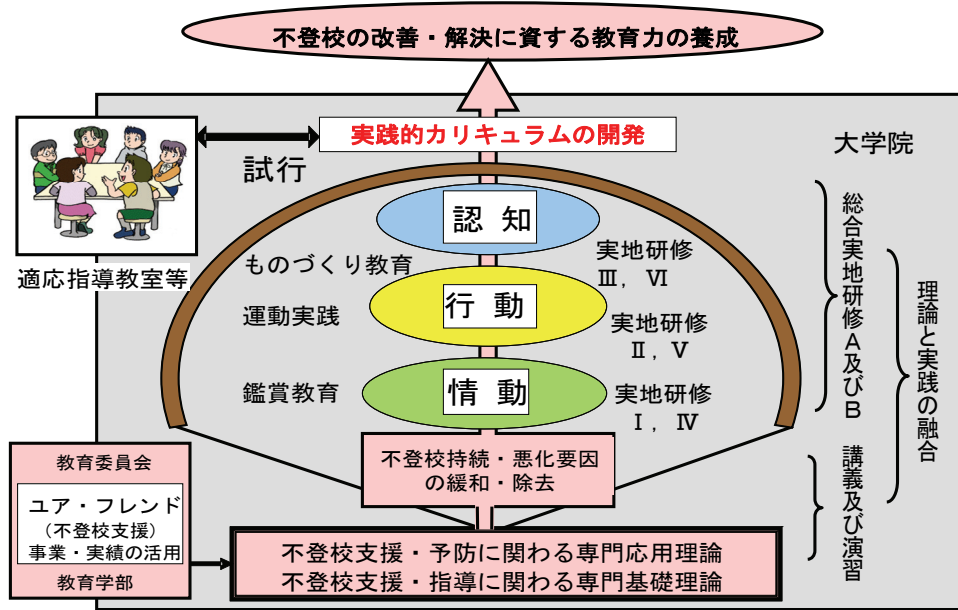 不登校の改善・解決に資する教育力の養成
実践的カリキュラムの開発
大学院
試行
適応指導教室等
認 知
ものづくり教育
実地研修
Ⅲ, Ⅵ
行 動
運動実践
実地研修
Ⅱ, Ⅴ
情 動
鑑賞教育
実地研修
Ⅰ, Ⅳ
総合実地研修A及びB
理論と実践の融合
講義及び演習
不登校持続・悪化要因
の緩和・除去
教育委員会
ユア・フレンド
(不登校支援)
事業・実績の活用
教育学部
不登校支援・予防に関わる専門応用理論
不登校支援・指導に関わる専門基礎理論